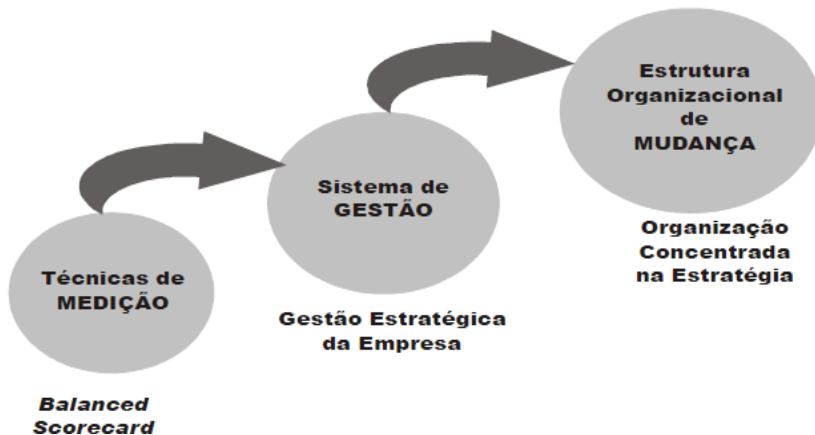 Técnicas de
MEDIÇÃO
Balanced
Scorecard
Sistema de
GESTÃO
Gestão Estratégica
da Empresa
Estrutura
Organizacional
de
MUDANÇA
Organização
Concentrada
na Estratégia